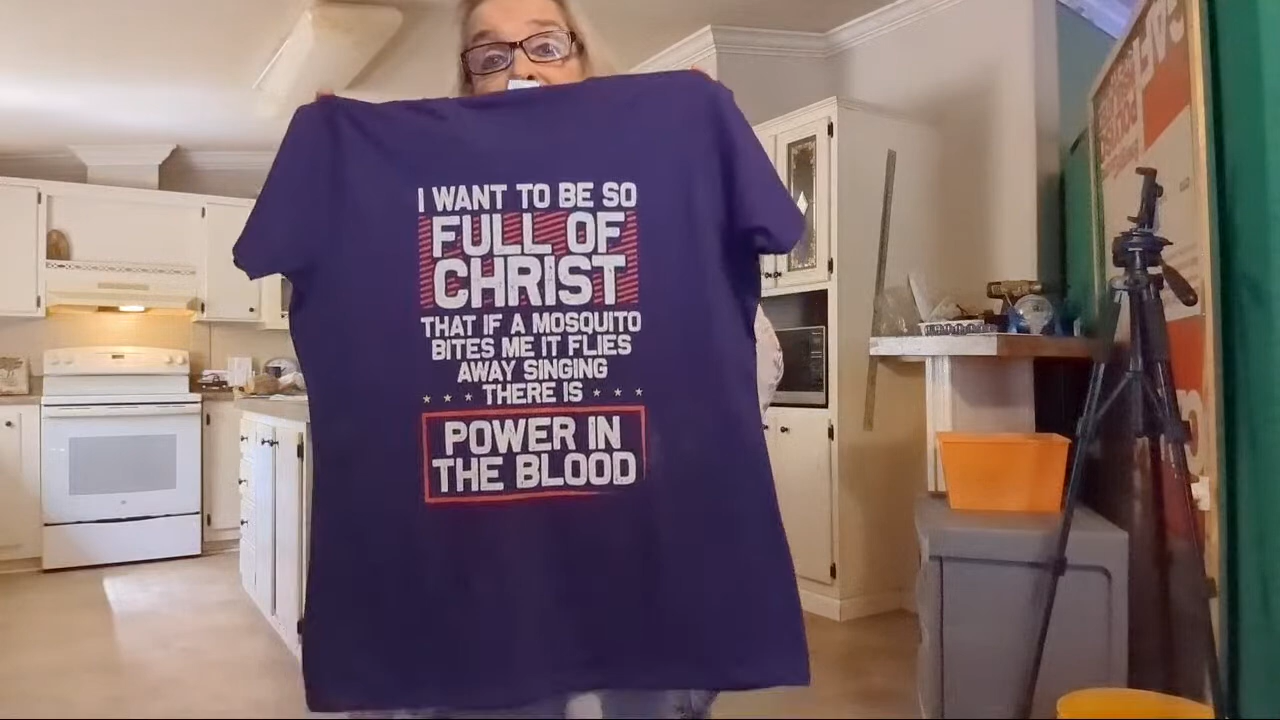 I WANT TO BE SO
FULL OF
CHRIST
THAT IF A MOSQUITO
BITES ME IT FLIES
AWAY SINGING
THERE IS
POWER IN
THE BLOOD